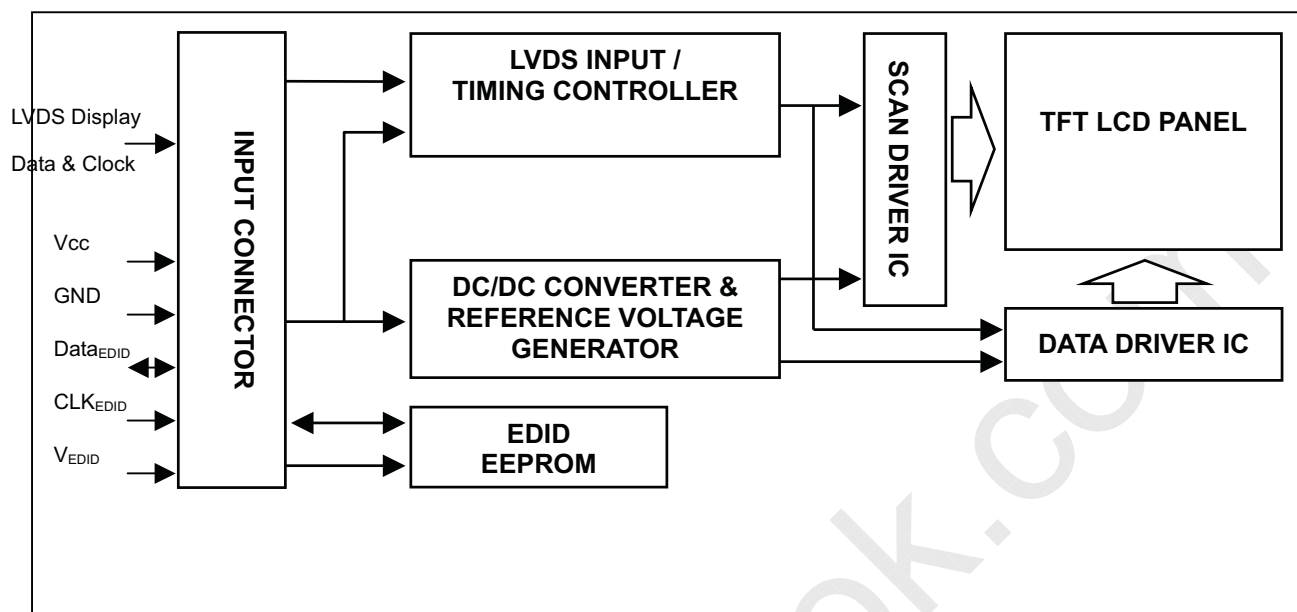 LVDS Display
Data & Clock
Vcc
GND
DataEDID
CLKEDID
VEDID
INPUT CONNECTOR
LVDS INPUT /
TIMING CONTROLLER
DC/DC CONVERTER &
REFERENCE VOLTAGE
GENERATOR
EDID
EEPROM
SCAN DRIVER IC
TFT LCD PANEL
DATA DRIVER IC